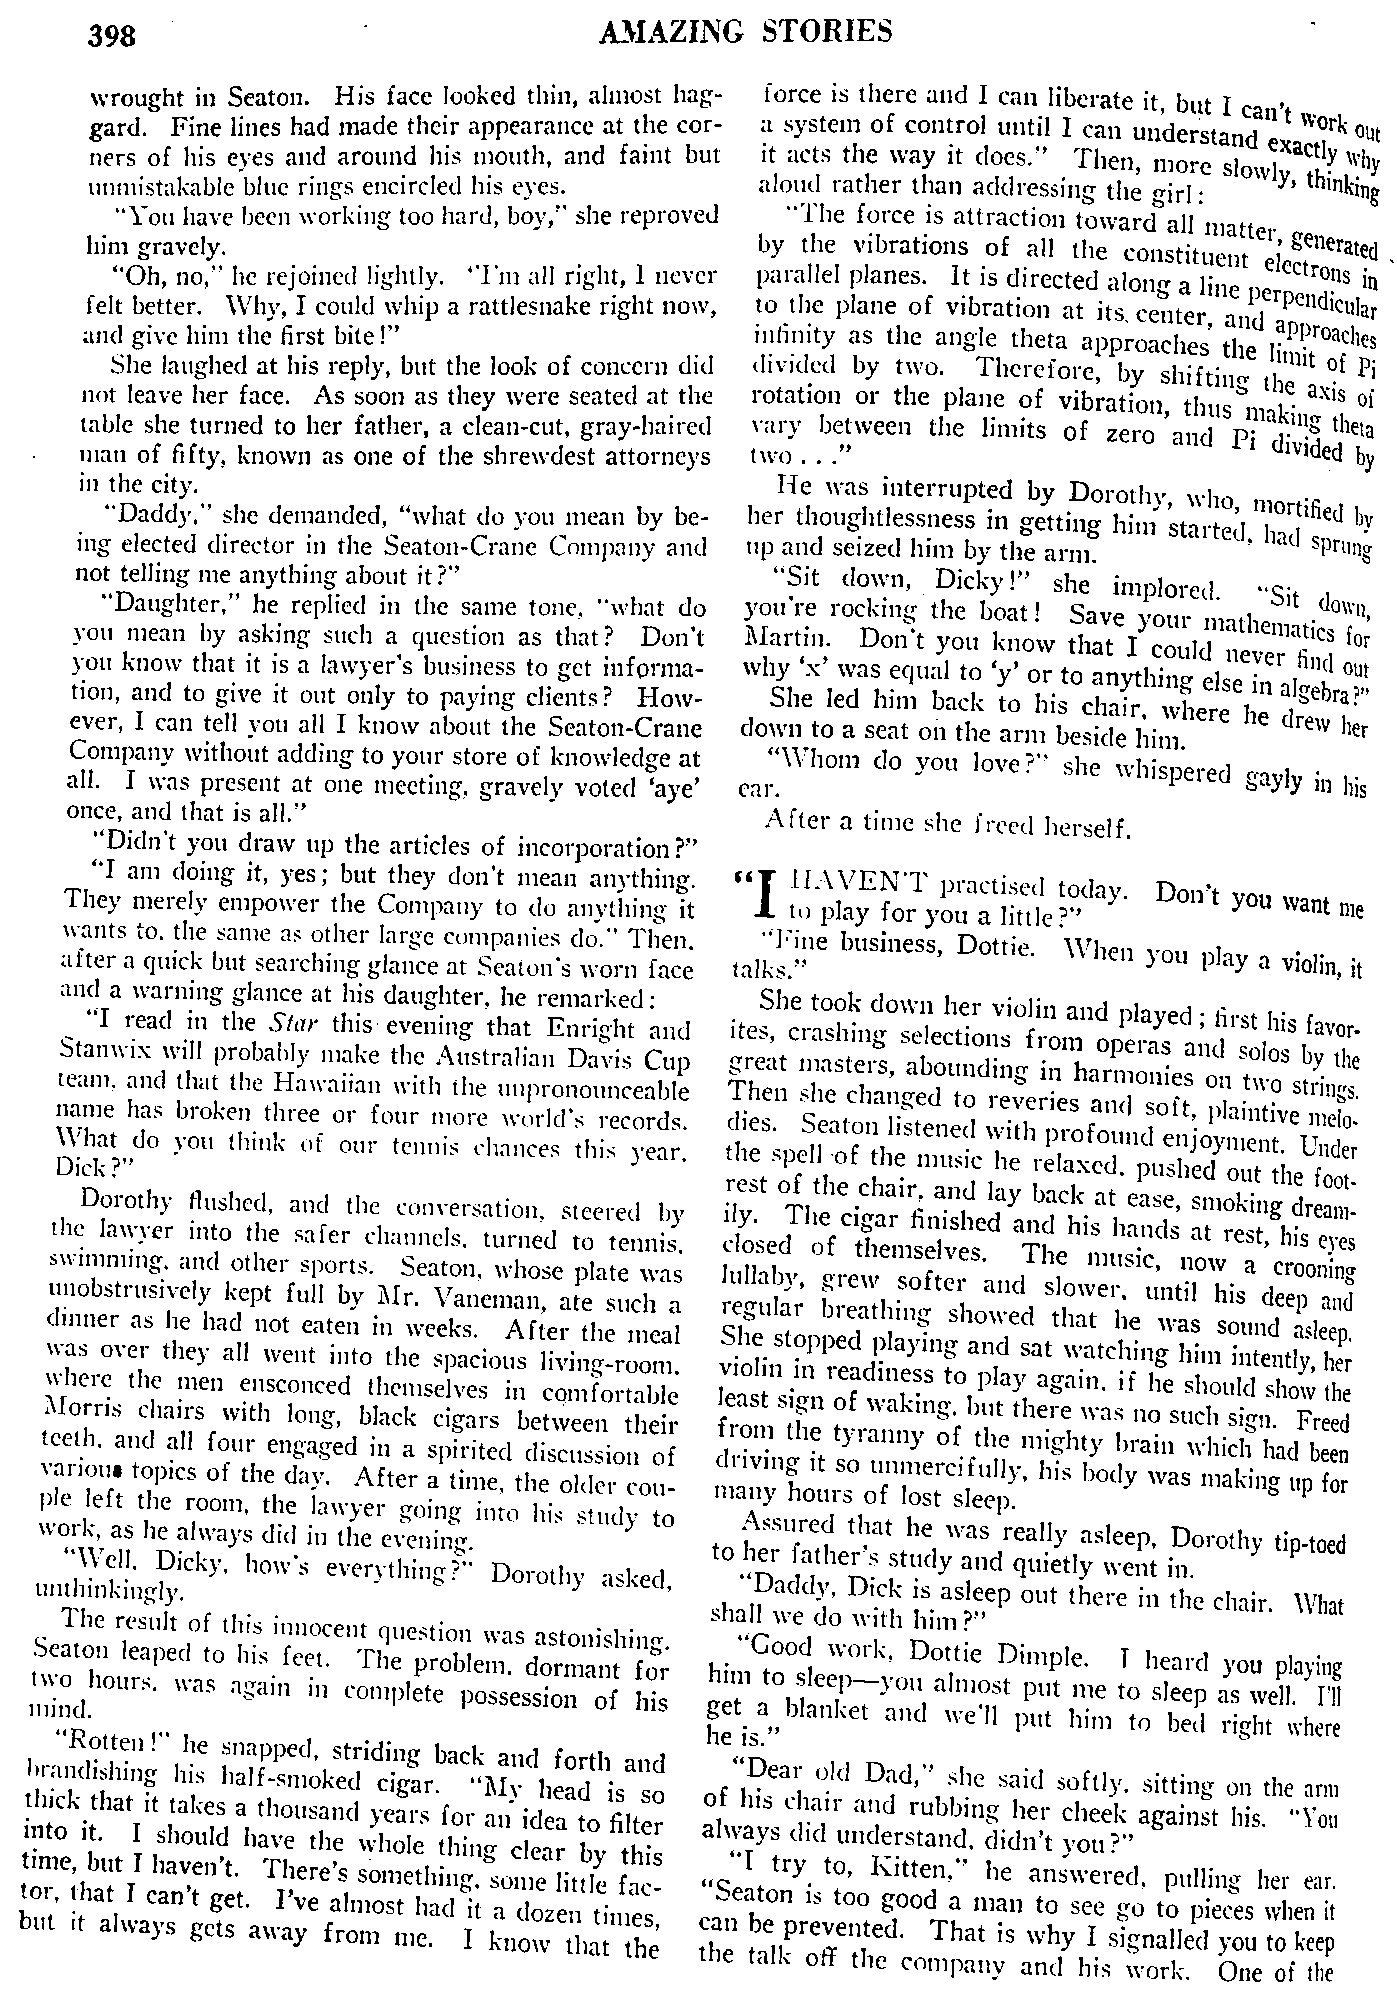 398
AMAZING STORIES
wrought in Seaton. His face looked thin, almost hag-
gard. Fine lines had made their appearance at the cor-
ners of his eyes and around his mouth, and faint but
unmistakable blue rings encircled his eyes.
"You have been working too hard, boy," she reproved
him gravely.
"Oh, no," he rejoined lightly. "I'm all right, I never
felt better. Why, I could whip a rattlesnake right now,
and give him the first bite!"
She laughed at his reply, but the look of concern did
not leave her face. As soon as they were seated at the
table she turned to her father, a clean-cut, gray-haired
man of fifty, known as one of the shrewdest attorneys
in the city.
"Daddy," she demanded, "what do you mean by be-
ing elected director in the Seaton-Crane Company and
not telling me anything about it?"
"Daughter," he replied in the same tone, "what do
you mean by asking such a question as that? Don't
you know that it is a lawyer's business to get informa-
tion, and to give it out only to paying clients? How-
ever, I can tell you all I know about the Seaton-Crane
Company without adding to your store of knowledge at
all. I was present at one meeting, gravely voted 'aye'
once, and that is all."
"Didn't you draw up the articles of incorporation?"
"I am doing it, yes; but they don't mean anything.
They merely empower the Company to do anything it
wants to, the same as other large companies do." Then,
after a quick but searching glance at Seaton's worn face
and a warning glance at his daughter, he remarked:
"I read in the Star this evening that Enright and
Stanwix will probably make the Australian Davis Cup
team, and that the Hawaiian with the unpronounceable
name has broken three or four more world's records.
What do you think of our tennis chances this year,
Dick?"
Dorothy flushed, and the conversation, steered by
the lawyer into the safer channels, turned to tennis,
swimming, and other sports. Seaton, whose plate was
unobstrusively kept full by Mr. Vaneman, ate such a
dinner as he had not eaten in weeks. After the meal
was over they all went into the spacious living-room,
where the men ensconced themselves in comfortable
Morris chairs with long, black cigars between their
teeth, and all four engaged in a spirited discussion of
various topics of the day. After a time, the older cou-
ple left the room, the lawyer going into his study to
work, as he always did in the evening.
"Well, Dicky, how's everything?" Dorothy asked,
unthinkingly.
The result of this innocent question was astonishing.
Seaton leaped to his feet. The problem, dormant for
two hours, was again in complete possession of his
mind.
"Rotten!" he snapped, striding back and forth and
brandishing his half-smoked cigar. "My head is so
thick that it takes a thousand years for an idea to filter
into it. I should have the whole thing clear by this
time, but I haven't. There's something, some little fac-
tor, that I can't get. I've almost had it a dozen times,
but it always gets away from me. I know that the
force is there and I can liberate it, but I can't work out
a system of control until I can understand exactly why
it acts the way it does." Then, more slowly, thinking
aloud rather than addressing the girl:
"The force is attraction toward all matter, generated
by the vibrations of all the constituent electrons in
parallel planes. It is directed along a line perpendicular
to the plane of vibration at its center, and approaches
infinity as the angle theta approaches the limit of Pi
divided by two. Therefore, by shifting the axis of
rotation or the plane of vibration, thus making theta
vary between the limits of zero and Pi divided by
two . . ."
He was interrupted by Dorothy, who, mortified by
her thoughtlessness in getting him started, had sprung
up and seized him by the arm.
"Sit down, Dicky!" she implored. "Sit down,
you're rocking the boat! Save your mathematics for
Martin. Don't you know that I could never find out
why 'x' was equal to 'y' or to anything else in algebra?"
She led him back to his chair, where he drew her
down to a seat on the arm beside him.
"Whom do you love?" she whispered gayly in his
ear.
After a time she freed herself.
"I HAVEN'T practised today. Don't you want me
to play for you a little?"
"Fine business, Dottie. When you play a violin, it
talks."
She took down her violin and played; first his favor-
ites, crashing selections from operas and solos by the
great masters, abounding in harmonies on two strings.
Then she changed to reveries and soft, plaintive melo-
dies. Seaton listened with profound enjoyment. Under
the spell of the music he relaxed, pushed out the foot-
rest of the chair, and lay back at ease, smoking dream-
ily. The cigar finished and his hands at rest, his eyes
closed of themselves. The music, now a crooning
lullaby, grew softer and slower, until his deep and
regular breathing showed that he was sound asleep.
She stopped playing and sat watching him intently, her
violin in readiness to play again, if he should show the
least sign of waking, but there was no such sign. Freed
from the tyranny of the mighty brain which had been
driving it so unmercifully, his body was making up for
many hours of lost sleep.
Assured that he was really asleep, Dorothy tip-toed
to her father's study and quietly went in.
"Daddy, Dick is asleep out there in the chair. What
shall we do with him?"
"Good work, Dottie Dimple. I heard you playing
him to sleep—you almost put me to sleep as well. I'll
get a blanket and we'll put him to bed right where
he is."
"Dear old Dad," she said softly, sitting on the arm
of his chair and rubbing her cheek against his. "You
always did understand, didn't you?"
"I try to, Kitten," he answered, pulling her ear.
"Seaton is too good a man to see go to pieces when it
can be prevented. That is why I signalled you to keep
the talk off the company and his work. One of the